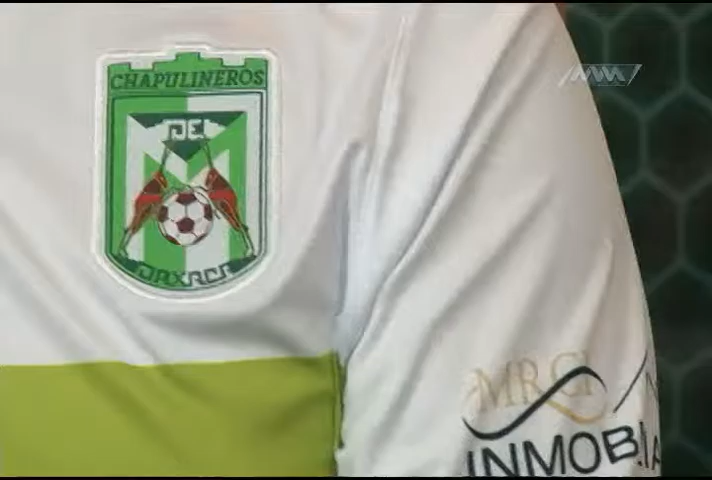 CHAPULINEROS
DE
OAXACA
MRCI
INMOBIA